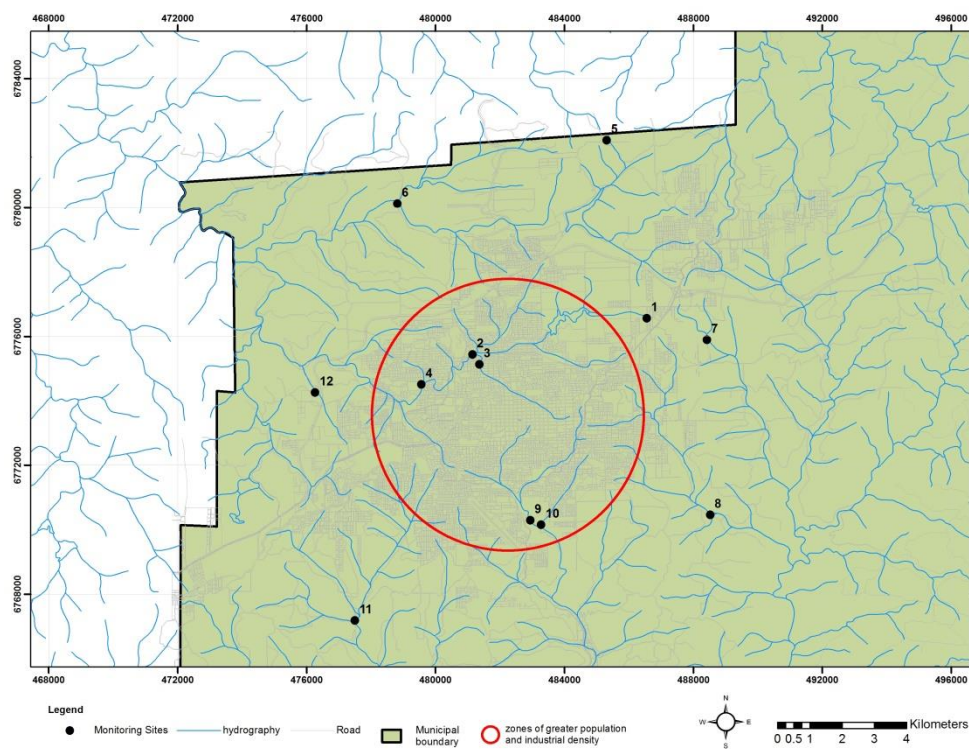 468000 472000 476000 480000 484000 488000 492000 496000
6784000
6780000
6776000
6772000
6768000
5
6
1
7
2
3
4
12
9 10
8
11
468000 472000 476000 480000 484000 488000 492000 496000
Legend
Monitoring Sites
hydrography
Road
Municipal
boundary
zones of greater population
and industrial density
N
W E
S
Kilometers
0 0.5 1 2 3 4